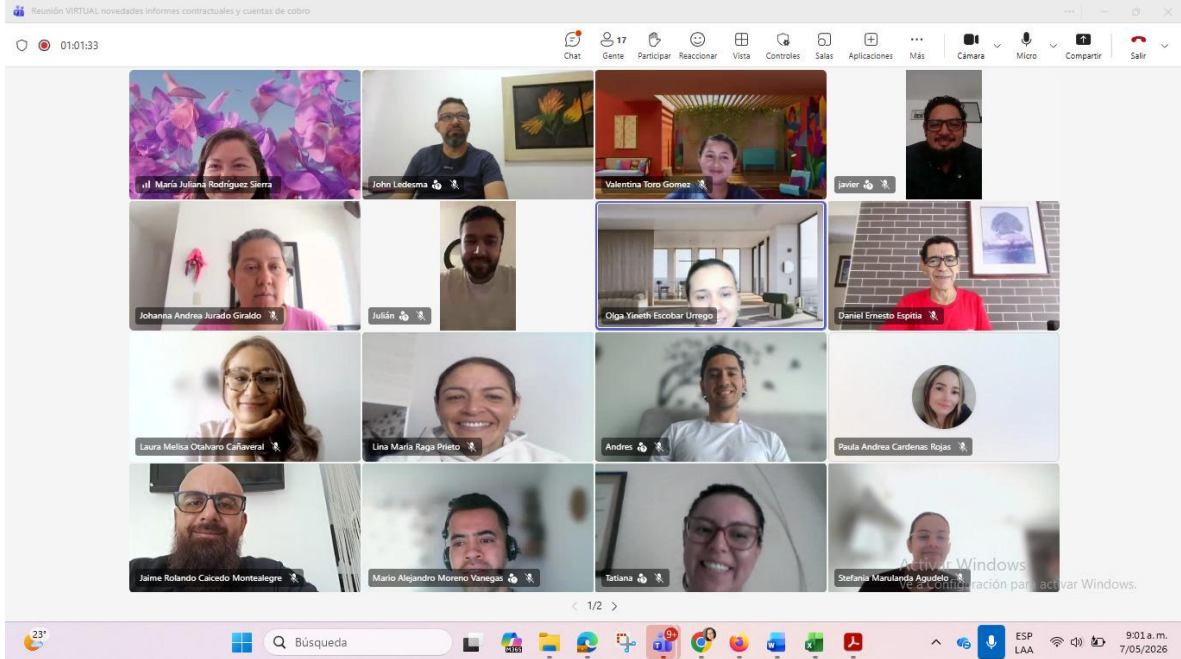 Reunión VIRTUAL novedades informes contractuales y cuentas de cobro
01:01:33
Chat
17
Gente
Participar
Reaccionar
Vista
Controles
Salas
Aplicaciones
Más
Cámara
Micro
Compartir
Salir
María Juliana Rodríguez Sierra
John Ledesma
Valentina Toro Gomez
javier
Johanna Andrea Jurado Giraldo
Julián
Olga Yineth Escobar Urrego
Daniel Ernesto Espitia
Laura Melisa Otalvaro Cañaveral
Lina Maria Raga Prieto
Andres
Paula Andrea Cardenas Rojas
Jaime Rolando Caicedo Montealegre
Mario Alejandro Moreno Vanegas
Tatiana
Stefania Marulanda Agudelo
Activar Windows
Ve a Configuración para activar Windows.
1/2
23°
Búsqueda
M365
9+
ESP
LAA
9:01 a. m.
7/05/2026